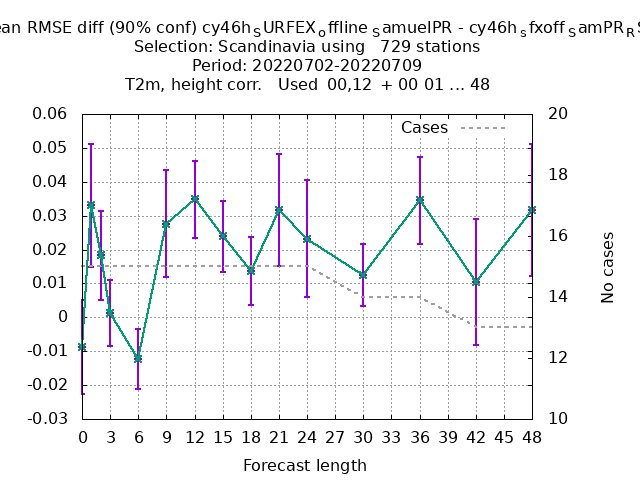 ean RMSE diff (90% conf) cy46h_SURFEX_offline_SamuelPR - cy46h_sfxoff_SamPR_RS
Selection: Scandinavia using   729 stations
Period: 20220702-20220709
T2m, height corr.   Used  00,12  + 00 01 ... 48
Cases
0.06
0.05
0.04
0.03
0.02
0.01
0
-0.01
-0.02
-0.03
20
18
16
14
12
10
No cases
0 3 6 9 12 15 18 21 24 27 30 33 36 39 42 45 48
Forecast length